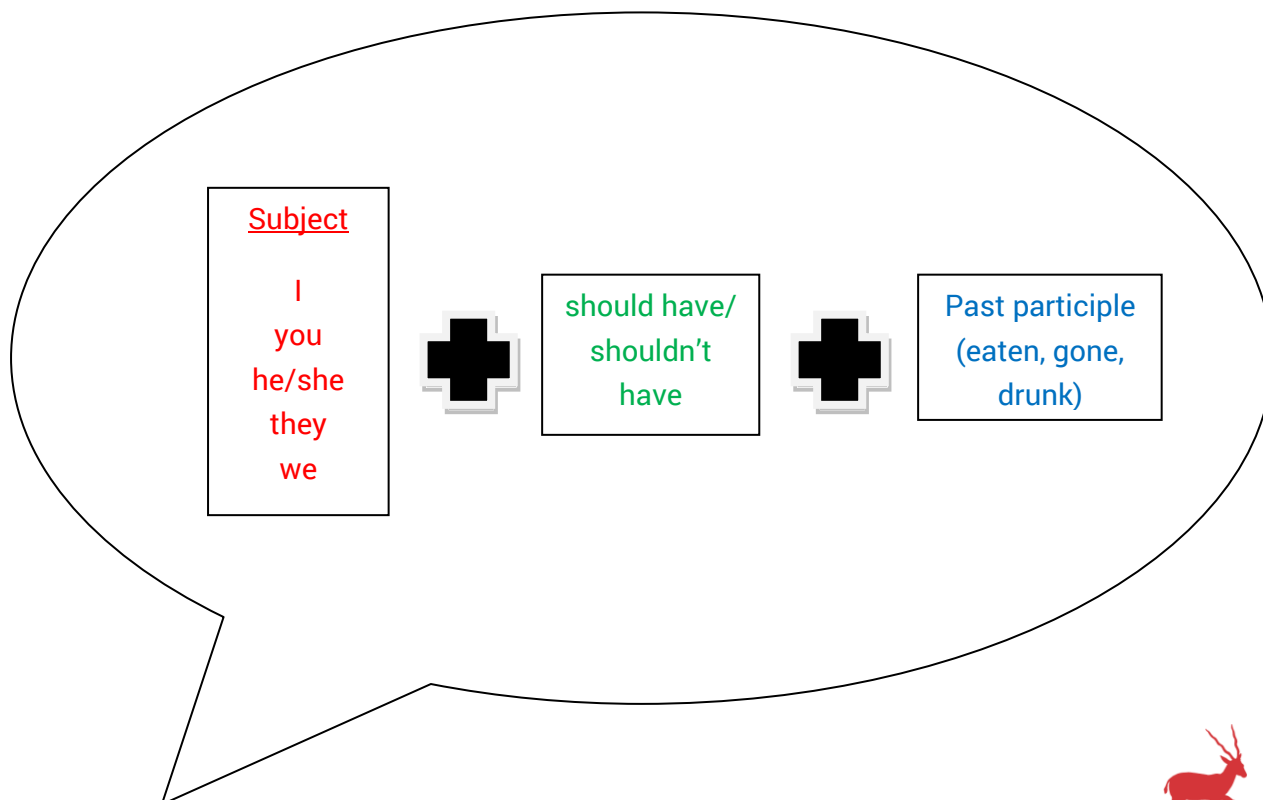 Subject
I
you
he/she
they
we
should have/
shouldn't
have
Past participle
(eaten, gone,
drunk)